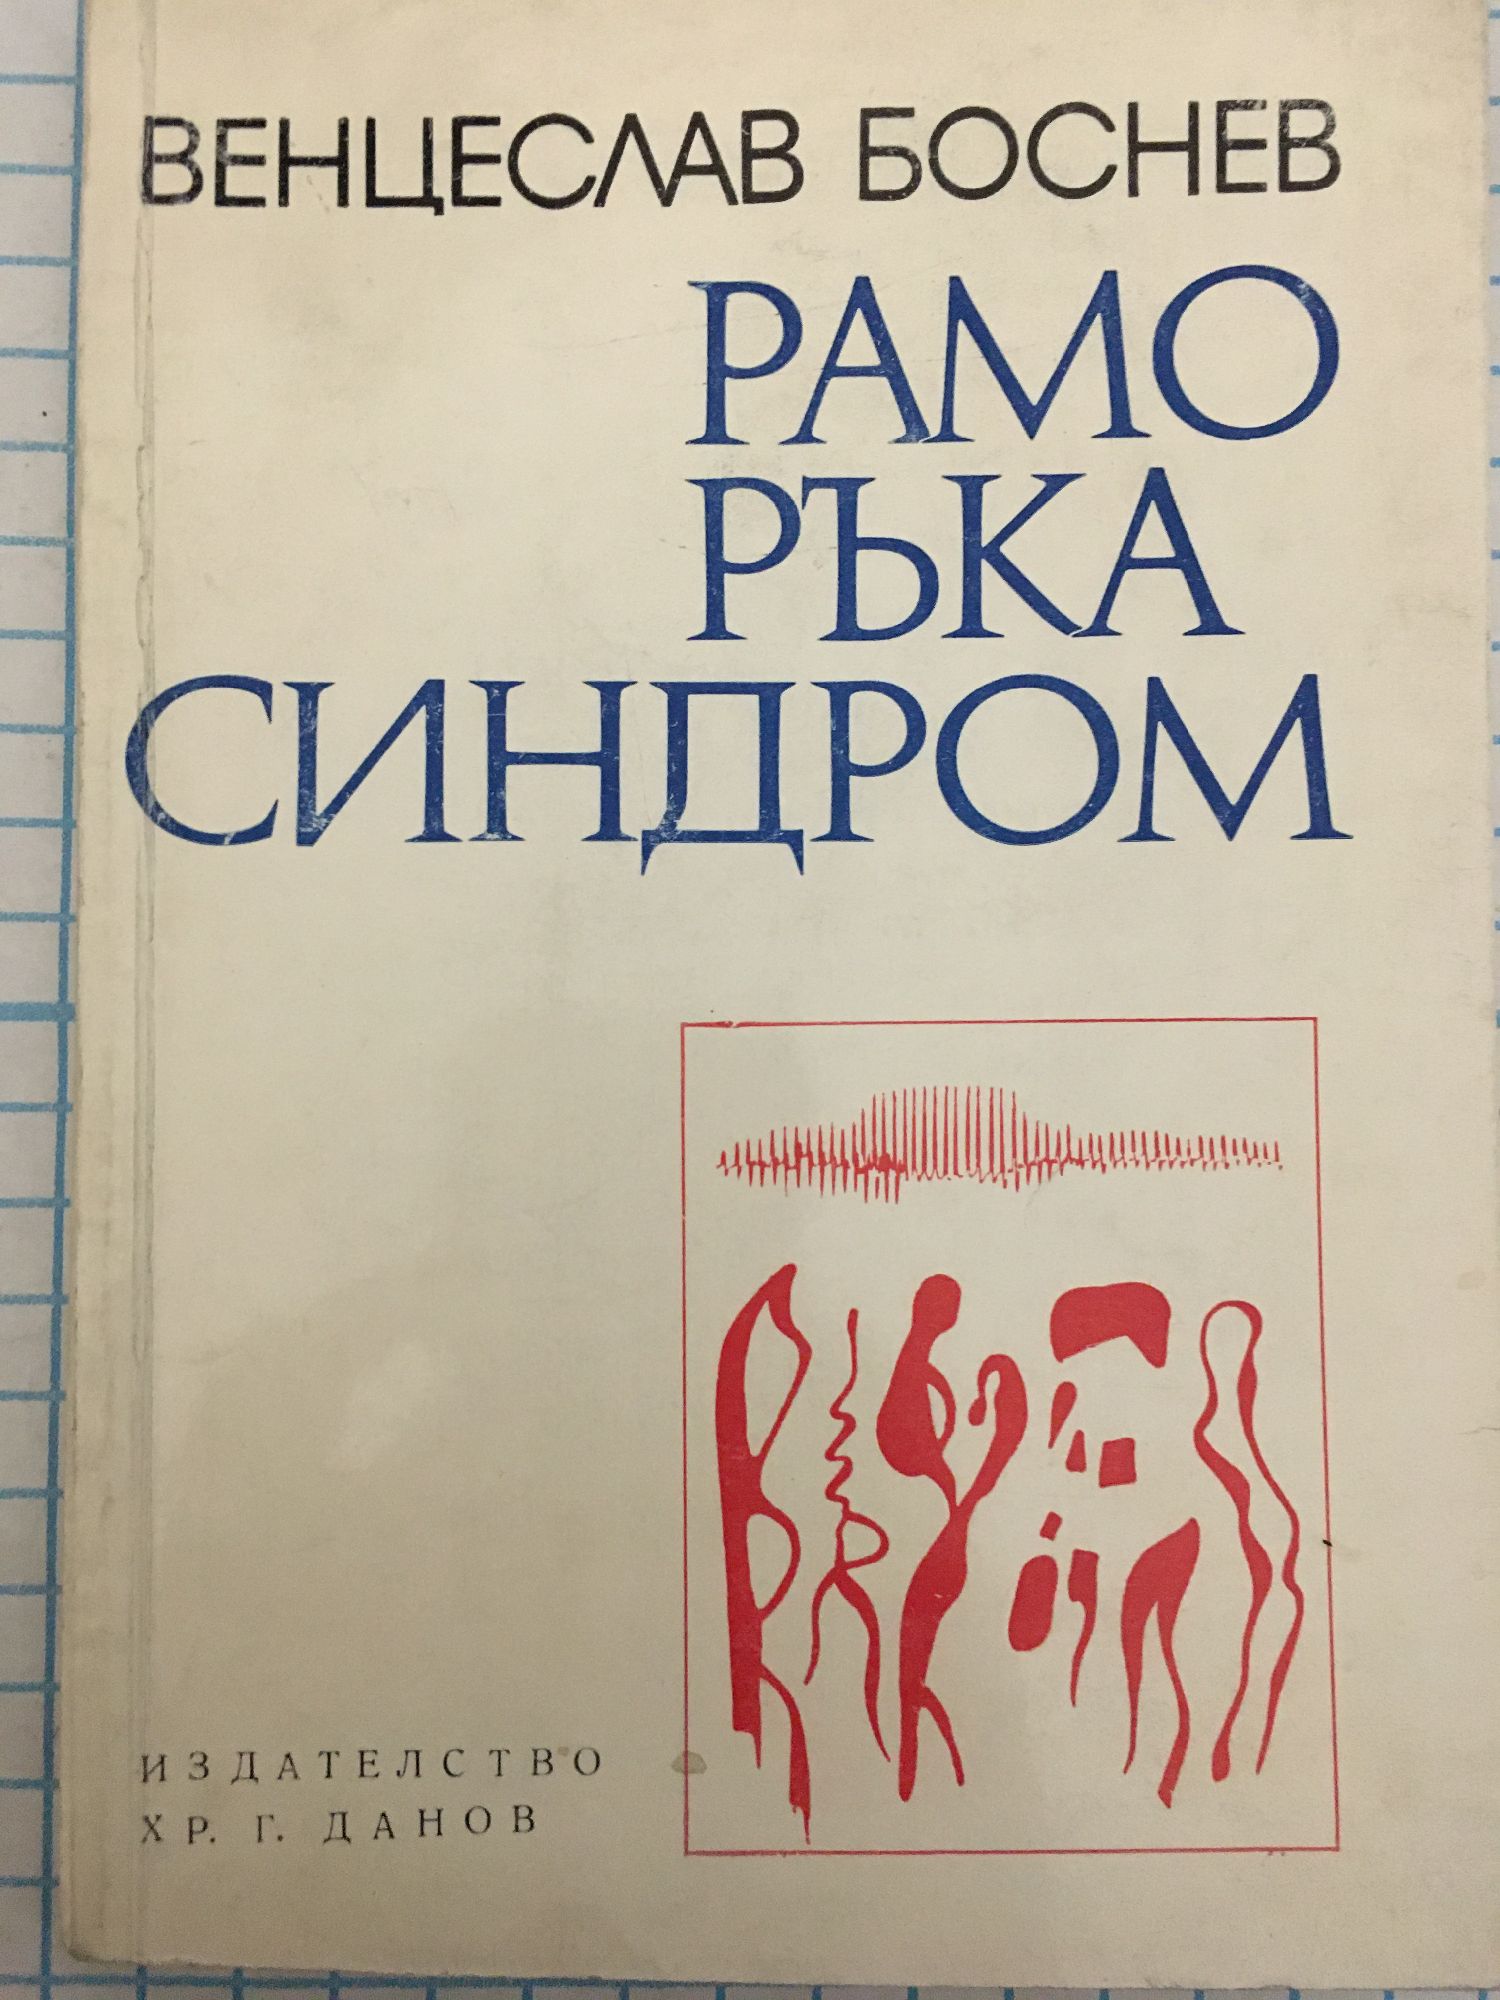 ВЕНЦЕСЛАВ БОСНЕВ
РАМО
РЪКА
СИНДРОМ
ИЗДАТЕЛСТВО
ХР. Г. ДАНОВ